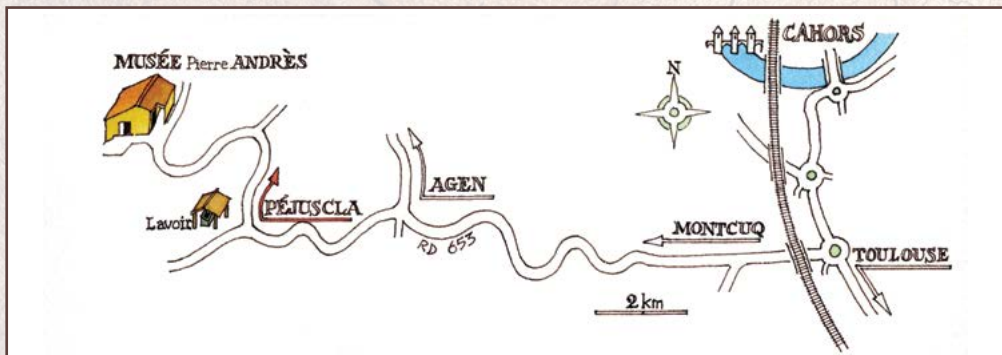 CAHORS
MUSÉE Pierre ANDRÈS
N
AGEN
PÉJUSCLA
Lavoir
MONTCUQ
RD 653
TOULOUSE
2 km